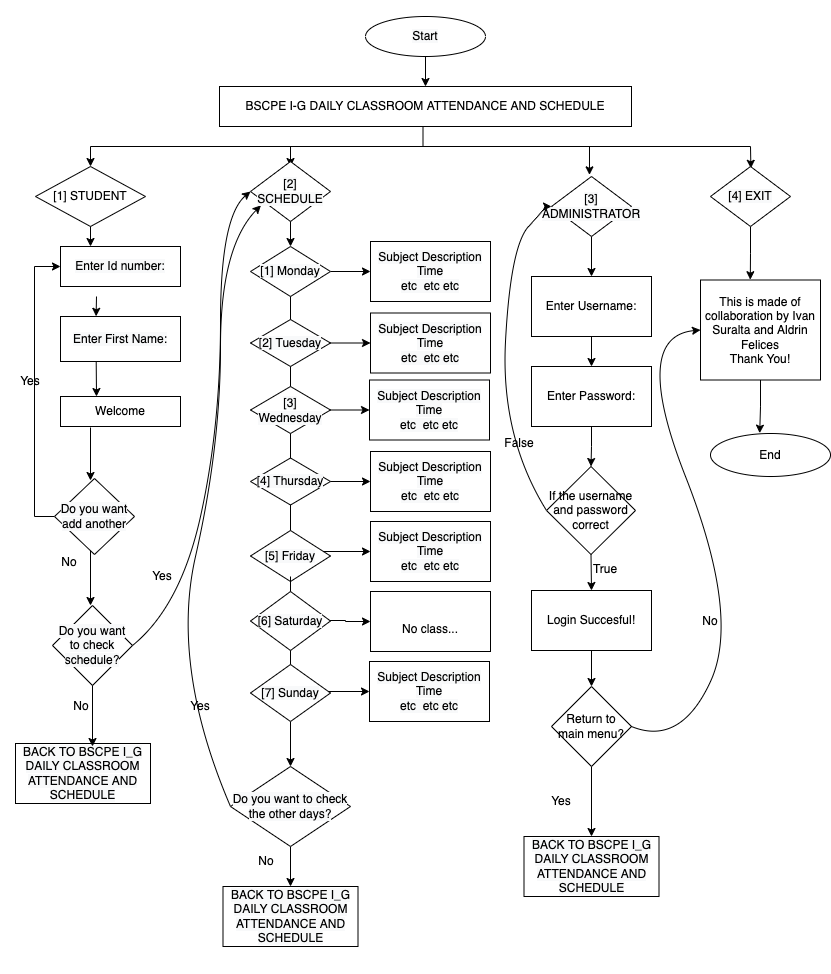 Start
BSCPE I-G DAILY CLASSROOM ATTENDANCE AND SCHEDULE
[1] STUDENT
Enter Id number:
Enter First Name:
Yes
Welcome
Do you want
add another
No
Yes
Do you want
to check
schedule?
No
BACK TO BSCPE I_G
DAILY CLASSROOM
ATTENDANCE AND
SCHEDULE
[2]
SCHEDULE
[1] Monday
Subject Description
Time
etc etc etc
[2] Tuesday
Subject Description
Time
etc etc etc
[3]
Wednesday
Subject Description
Time
etc etc etc
[4] Thursday
Subject Description
Time
etc etc etc
[5] Friday
Subject Description
Time
etc etc etc
[6] Saturday
No class...
[7] Sunday
Subject Description
Time
etc etc etc
Yes
Do you want to check
the other days?
No
BACK TO BSCPE I_G
DAILY CLASSROOM
ATTENDANCE AND
SCHEDULE
[3]
ADMINISTRATOR
Enter Username:
Enter Password:
False
If the username
and password
correct
True
Login Succesful!
No
Return to
main menu?
Yes
BACK TO BSCPE I_G
DAILY CLASSROOM
ATTENDANCE AND
SCHEDULE
[4] EXIT
This is made of
collaboration by Ivan
Suralta and Aldrin
Felices
Thank You!
End